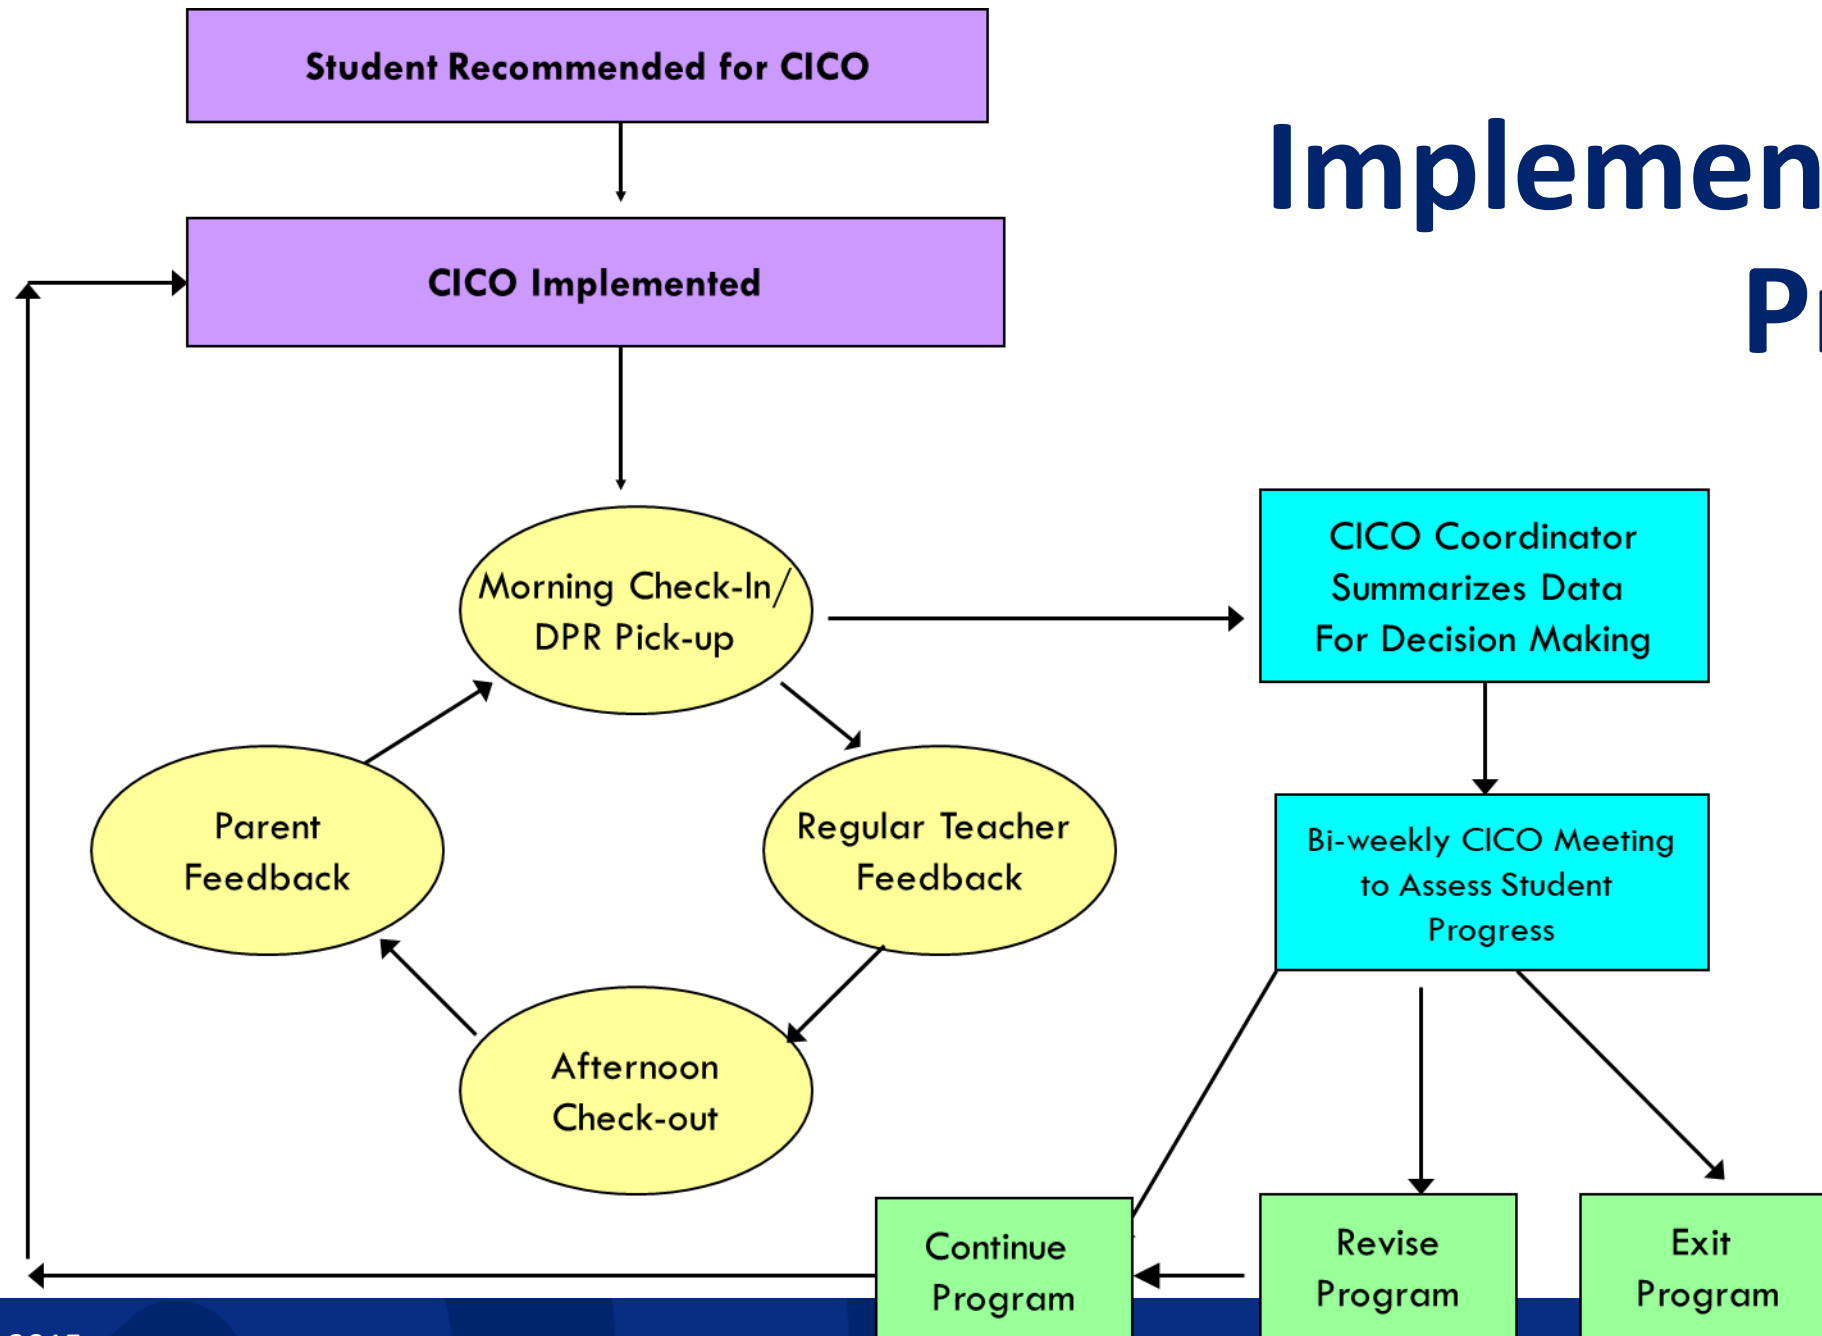 Student Recommended for CICO
Implemen
Pr
CICO Implemented
Morning Check-In/
DPR Pick-up
CICO Coordinator
Summarizes Data
For Decision Making
Parent
Feedback
Regular Teacher
Feedback
Bi-weekly CICO Meeting
to Assess Student
Progress
Afternoon
Check-out
Continue
Program
Revise
Program
Exit
Program